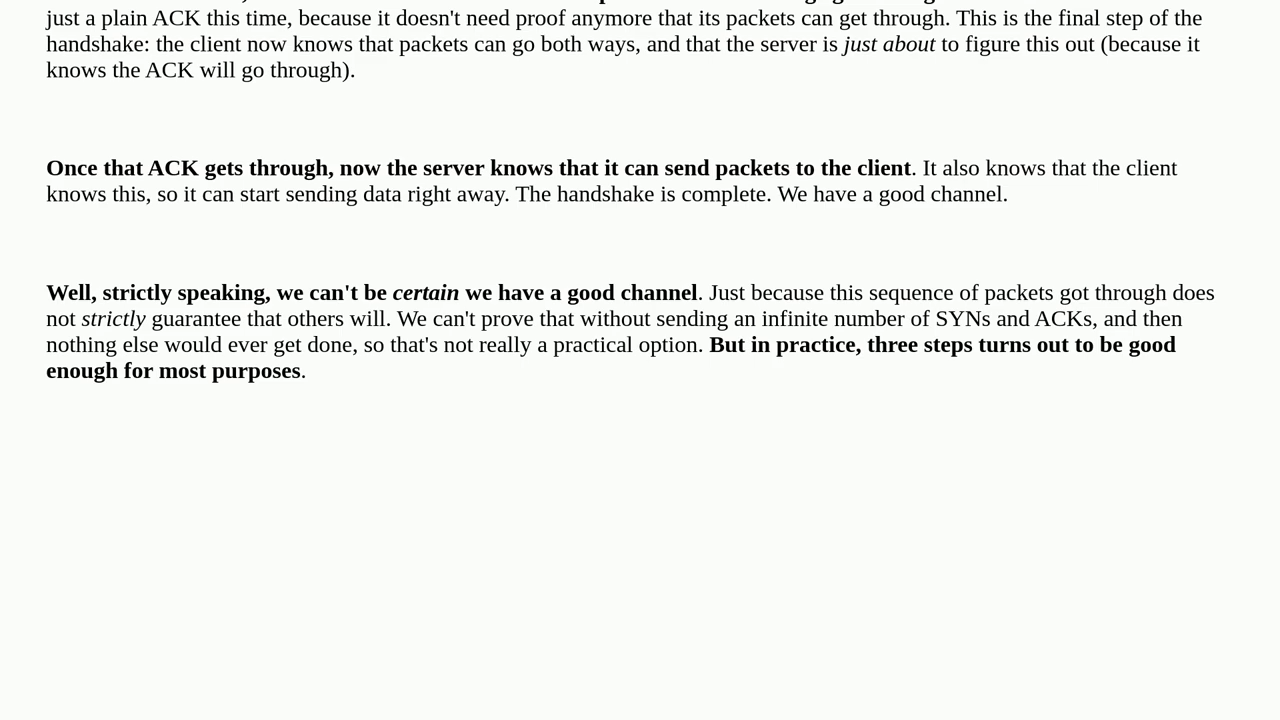 just a plain ACK this time, because it doesn't need proof anymore that its packets can get through. This is the final step of the
handshake: the client now knows that packets can go both ways, and that the server is just about to figure this out (because it
knows the ACK will go through).
Once that ACK gets through, now the server knows that it can send packets to the client. It also knows that the client
knows this, so it can start sending data right away. The handshake is complete. We have a good channel.
Well, strictly speaking, we can't be certain we have a good channel. Just because this sequence of packets got through does
not strictly guarantee that others will. We can't prove that without sending an infinite number of SYNs and ACKs, and then
nothing else would ever get done, so that's not really a practical option. But in practice, three steps turns out to be good
enough for most purposes.